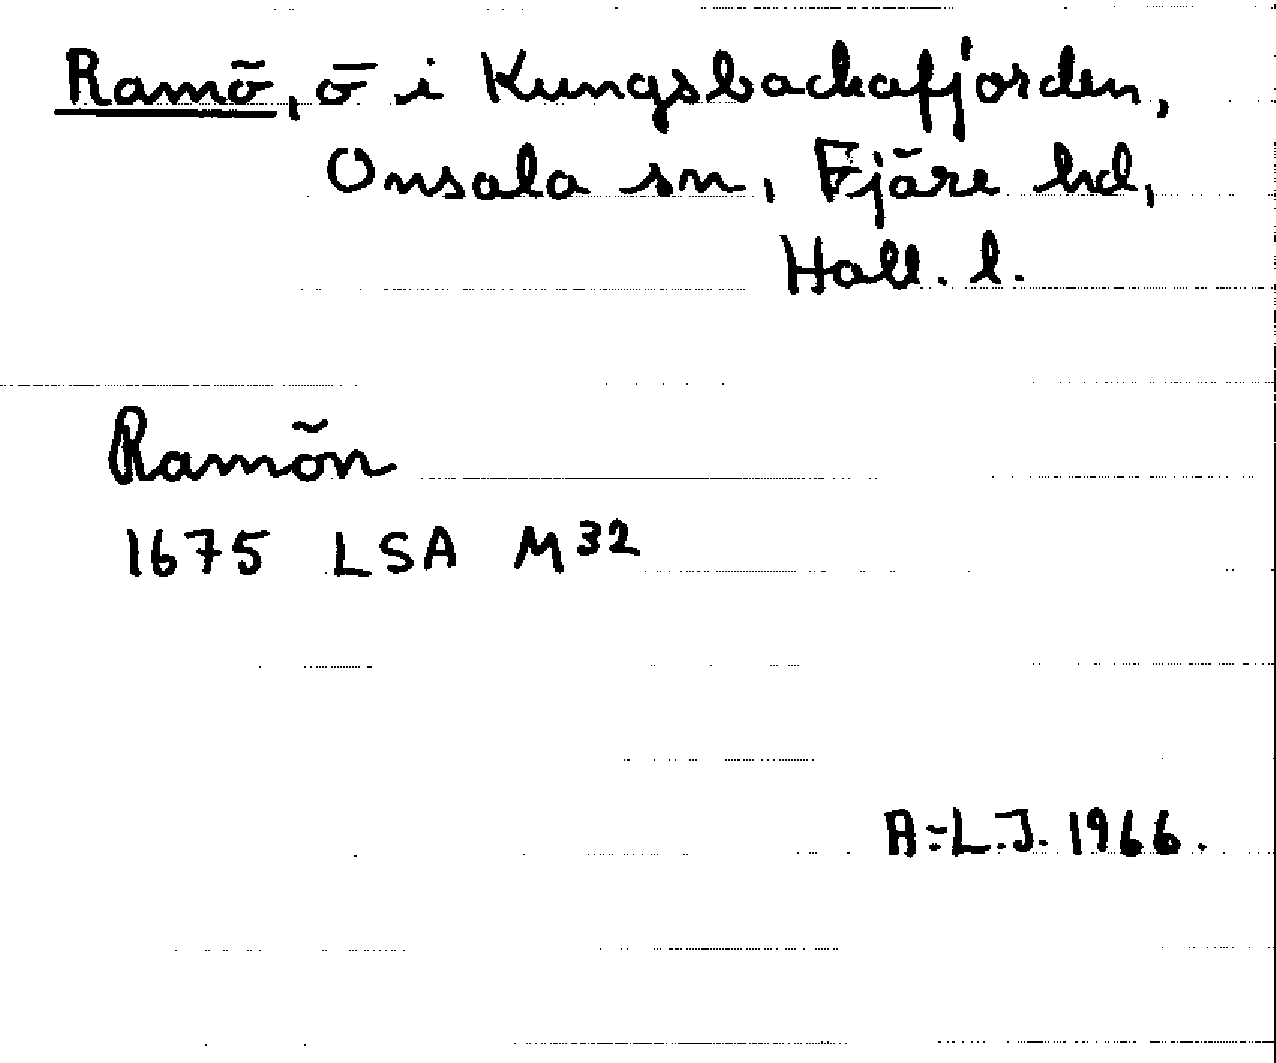 Ramö, ö i Kungsbackafjorden,
Onsala sn, Fjäre hd,
Hall. l.
Ramön
1675 LSA M32
A-L.J. 1966.